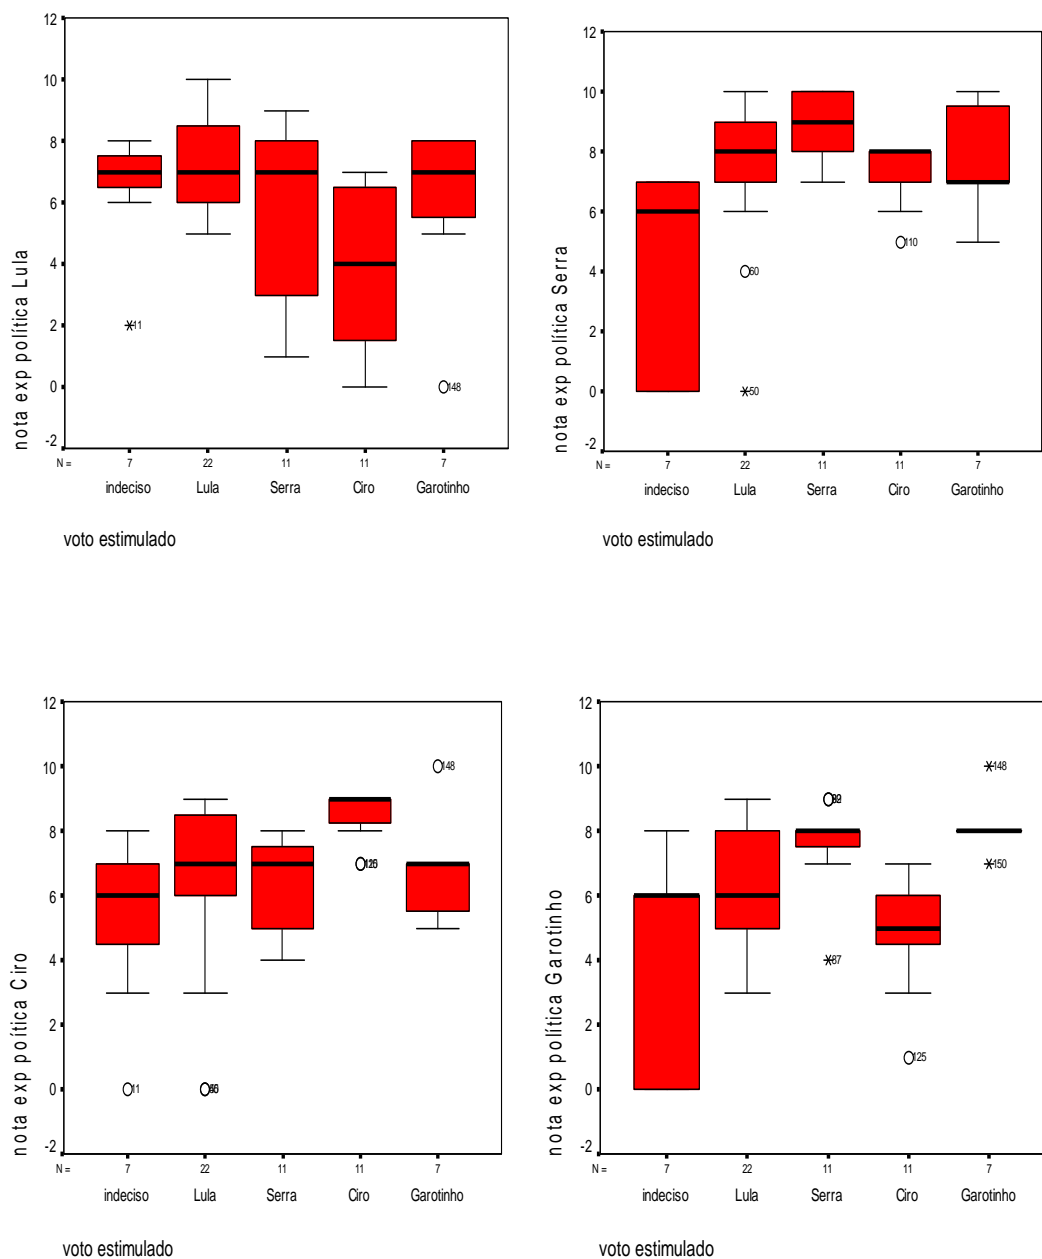 nota exp política Lula
12
10
8
6
4
2
0
-2
11
148
N = 7 22 11 11 7
indeciso Lula Serra Ciro Garotinho
voto estimulado
nota exp política Serra
12
10
8
6
4
2
0
-2
60
50
110
N = 7 22 11 11 7
indeciso Lula Serra Ciro Garotinho
voto estimulado
nota exp poítica Ciro
12
10
8
6
4
2
0
-2
11
148
N = 7 22 11 11 7
indeciso Lula Serra Ciro Garotinho
voto estimulado
nota exp política Garotinho
12
10
8
6
4
2
0
-2
87
125
148
150
N = 7 22 11 11 7
indeciso Lula Serra Ciro Garotinho
voto estimulado